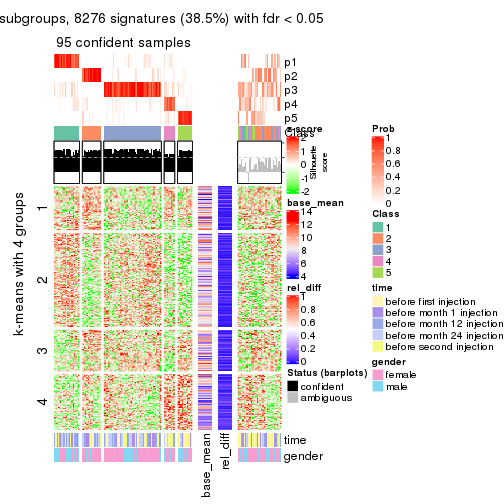 subgroups, 8276 signatures (38.5%) with fdr < 0.05
95 confident samples
p1
p2
p3
p4
p5
Class
z-score
2
1
0
-1
-2
Silhouette
score
base_mean
14
12
10
8
6
4
rel_diff
1
0.8
0.6
0.4
0.2
0
Status (barplots)
confident
ambiguous
Prob
1
0.8
0.6
0.4
0.2
0
Class
1
2
3
4
5
time
before first injection
before month 1 injection
before month 12 injection
before month 24 injection
before second injection
gender
female
male
k-means with 4 groups
1
2
3
4
time
gender
base_mean
rel_diff